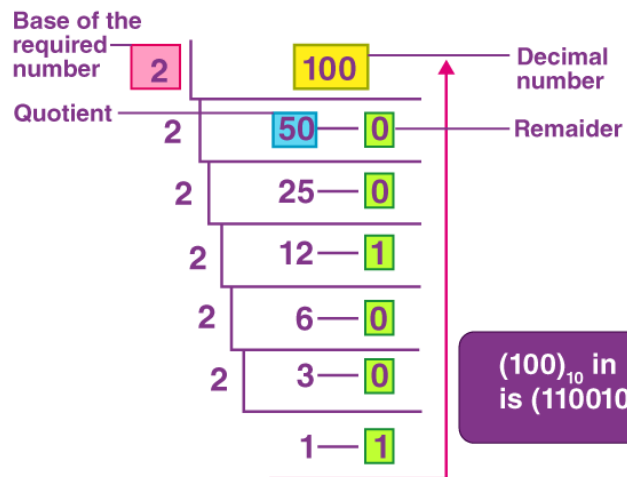 Base of the
required
number
2
100
Decimal
number
Quotient
2
50
0
Remaider
2
25
0
2
12
1
2
6
0
2
3
0
1
1
(100)10 in
is (110010